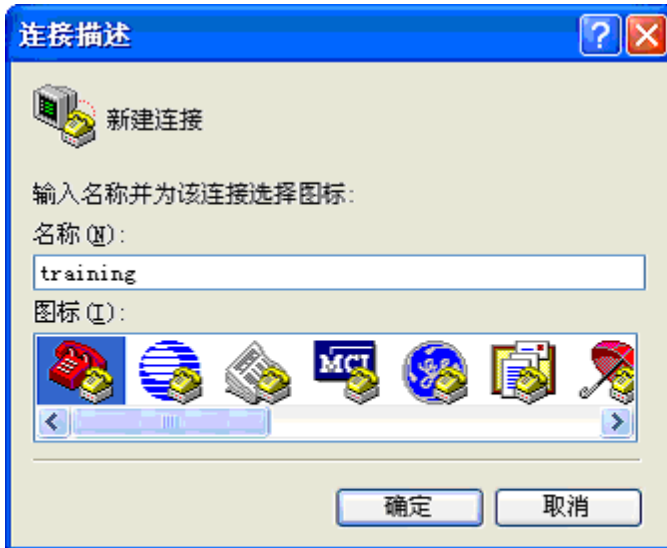 连接描述
新建连接
输入名称并为该连接选择图标:
名称(N):
training
图标(I):
MCI
确定 取消